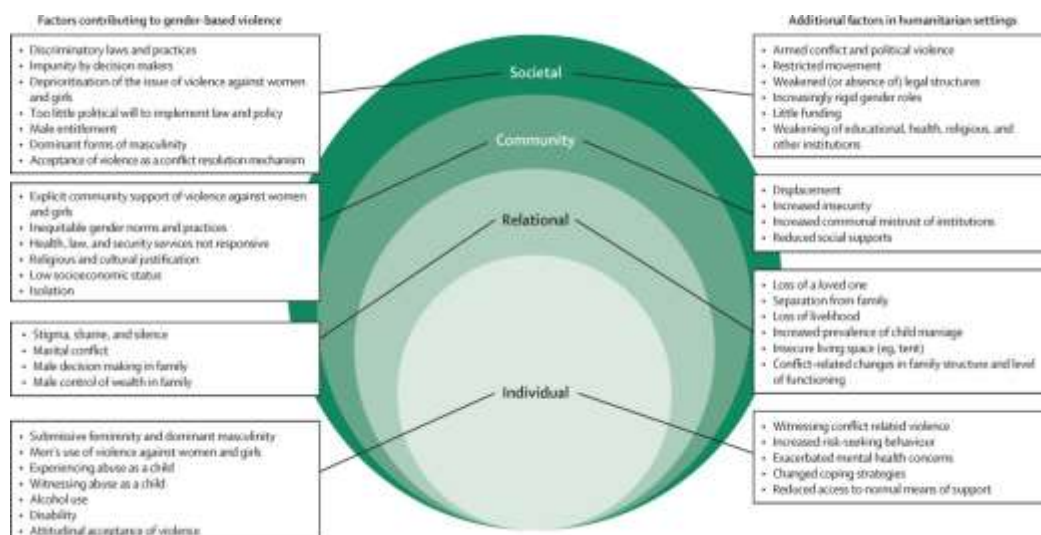 Factors contributing to gender-based violence
• Discriminatory laws and practices
• Impunity by decision makers
• Deprioritisation of the issue of violence against women
and girls
• Too little political will to implement law and policy
• Male entitlement
• Dominant forms of masculinity
• Acceptance of violence as a conflict resolution mechanism
• Explicit community support of violence against women
and girls
• Inequitable gender norms and practices
• Health, law, and security services not responsive
• Religious and cultural justification
• Low socioeconomic status
• Isolation
• Stigma, shame, and silence
• Marital conflict
• Male decision making in family
• Male control of wealth in family
• Submissive femininity and dominant masculinity
• Men's use of violence against women and girls
• Experiencing abuse as a child
• Witnessing abuse as a child
• Alcohol use
• Disability
• Attitudinal acceptance of violence
Societal
Community
Relational
Individual
Additional factors in humanitarian settings
• Armed conflict and political violence
• Restricted movement
• Weakened (or absence of) legal structures
• Increasingly rigid gender roles
• Little funding
• Weakening of educational, health, religious, and
other institutions
• Displacement
• Increased insecurity
• Increased communal mistrust of institutions
• Reduced social supports
• Loss of a loved one
• Separation from family
• Loss of livelihood
• Increased prevalence of child marriage
• Insecure living space (eg, tent)
• Conflict-related changes in family structure and level
of functioning
• Witnessing conflict related violence
• Increased risk-seeking behaviour
• Exacerbated mental health concerns
• Changed coping strategies
• Reduced access to normal means of support